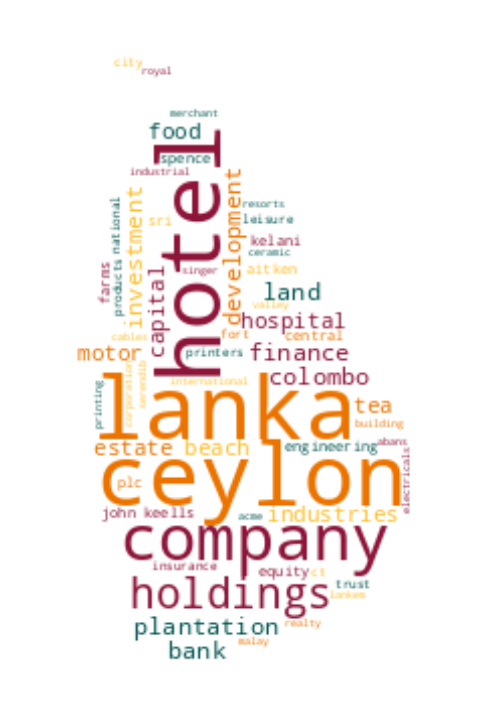 city
royal
merchant
food
spence
industrial
hotel
development
investment
national
products
farms
sri
capital
singer
resorts
leisure
kelani
ceramic
aitken
land
valley
hospital
fort
central
cables
motor
printers
finance
corporation
serendib
international
colombo
printing
lanka
tea
building
estate
beach
engineering
abans
electricals
ceylon
plc
john keells
acme
industries
company
insurance
equity
ct
trust
holdings
lankem
plantation
realty
malay
bank